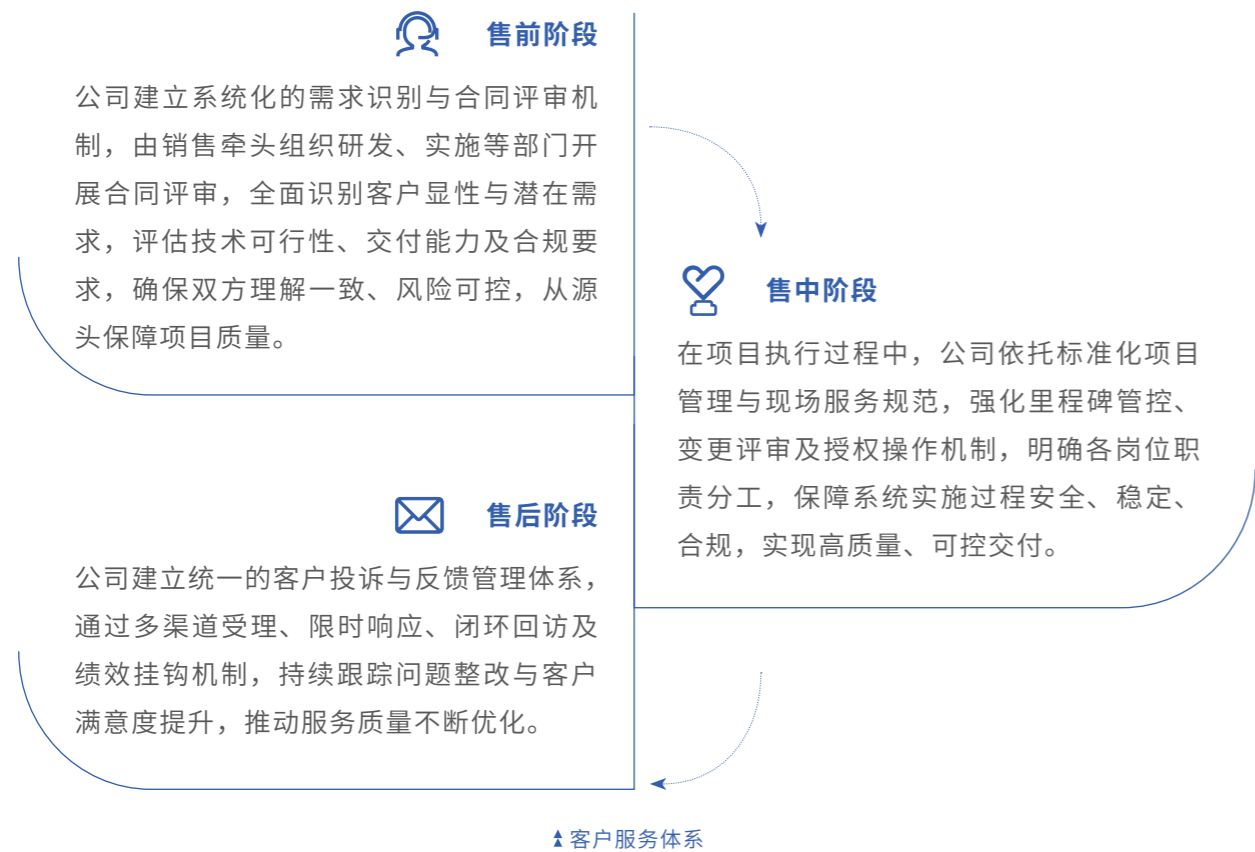 售前阶段
公司建立系统化的需求识别与合同评审机
制，由销售牵头组织研发、实施等部门开
展合同评审，全面识别客户显性与潜在需
求，评估技术可行性、交付能力及合规要
求，确保双方理解一致、风险可控，从源
头保障项目质量。
售中阶段
在项目执行过程中，公司依托标准化项目
管理与现场服务规范，强化里程碑管控、
变更评审及授权操作机制，明确各岗位职
责分工，保障系统实施过程安全、稳定、
合规，实现高质量、可控交付。
售后阶段
公司建立统一的客户投诉与反馈管理体系，
通过多渠道受理、限时响应、闭环回访及
绩效挂钩机制，持续跟踪问题整改与客户
满意度提升，推动服务质量不断优化。
客户服务体系